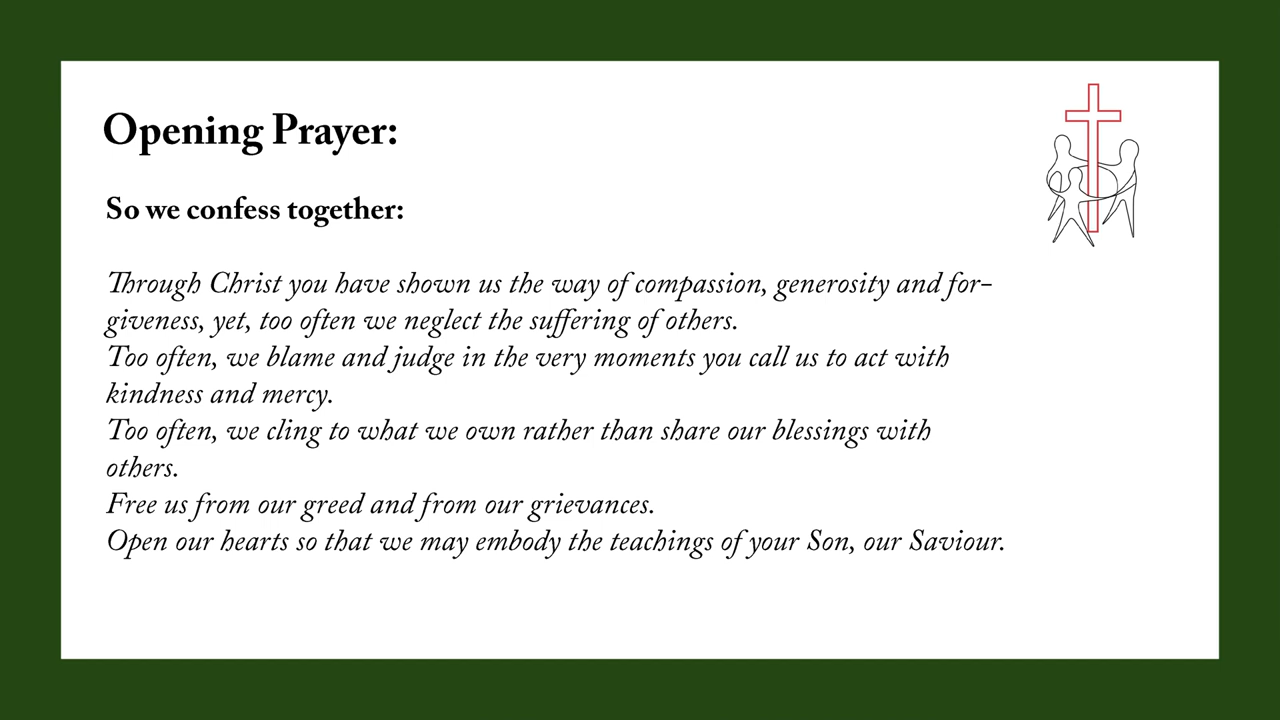 Opening Prayer:
So we confess together:
Through Christ you have shown us the way of compassion, generosity and for-
giveness, yet, too often we neglect the suffering of others.
Too often, we blame and judge in the very moments you call us to act with
kindness and mercy.
Too often, we cling to what we own rather than share our blessings with
others.
Free us from our greed and from our grievances.
Open our hearts so that we may embody the teachings of your Son, our Saviour.